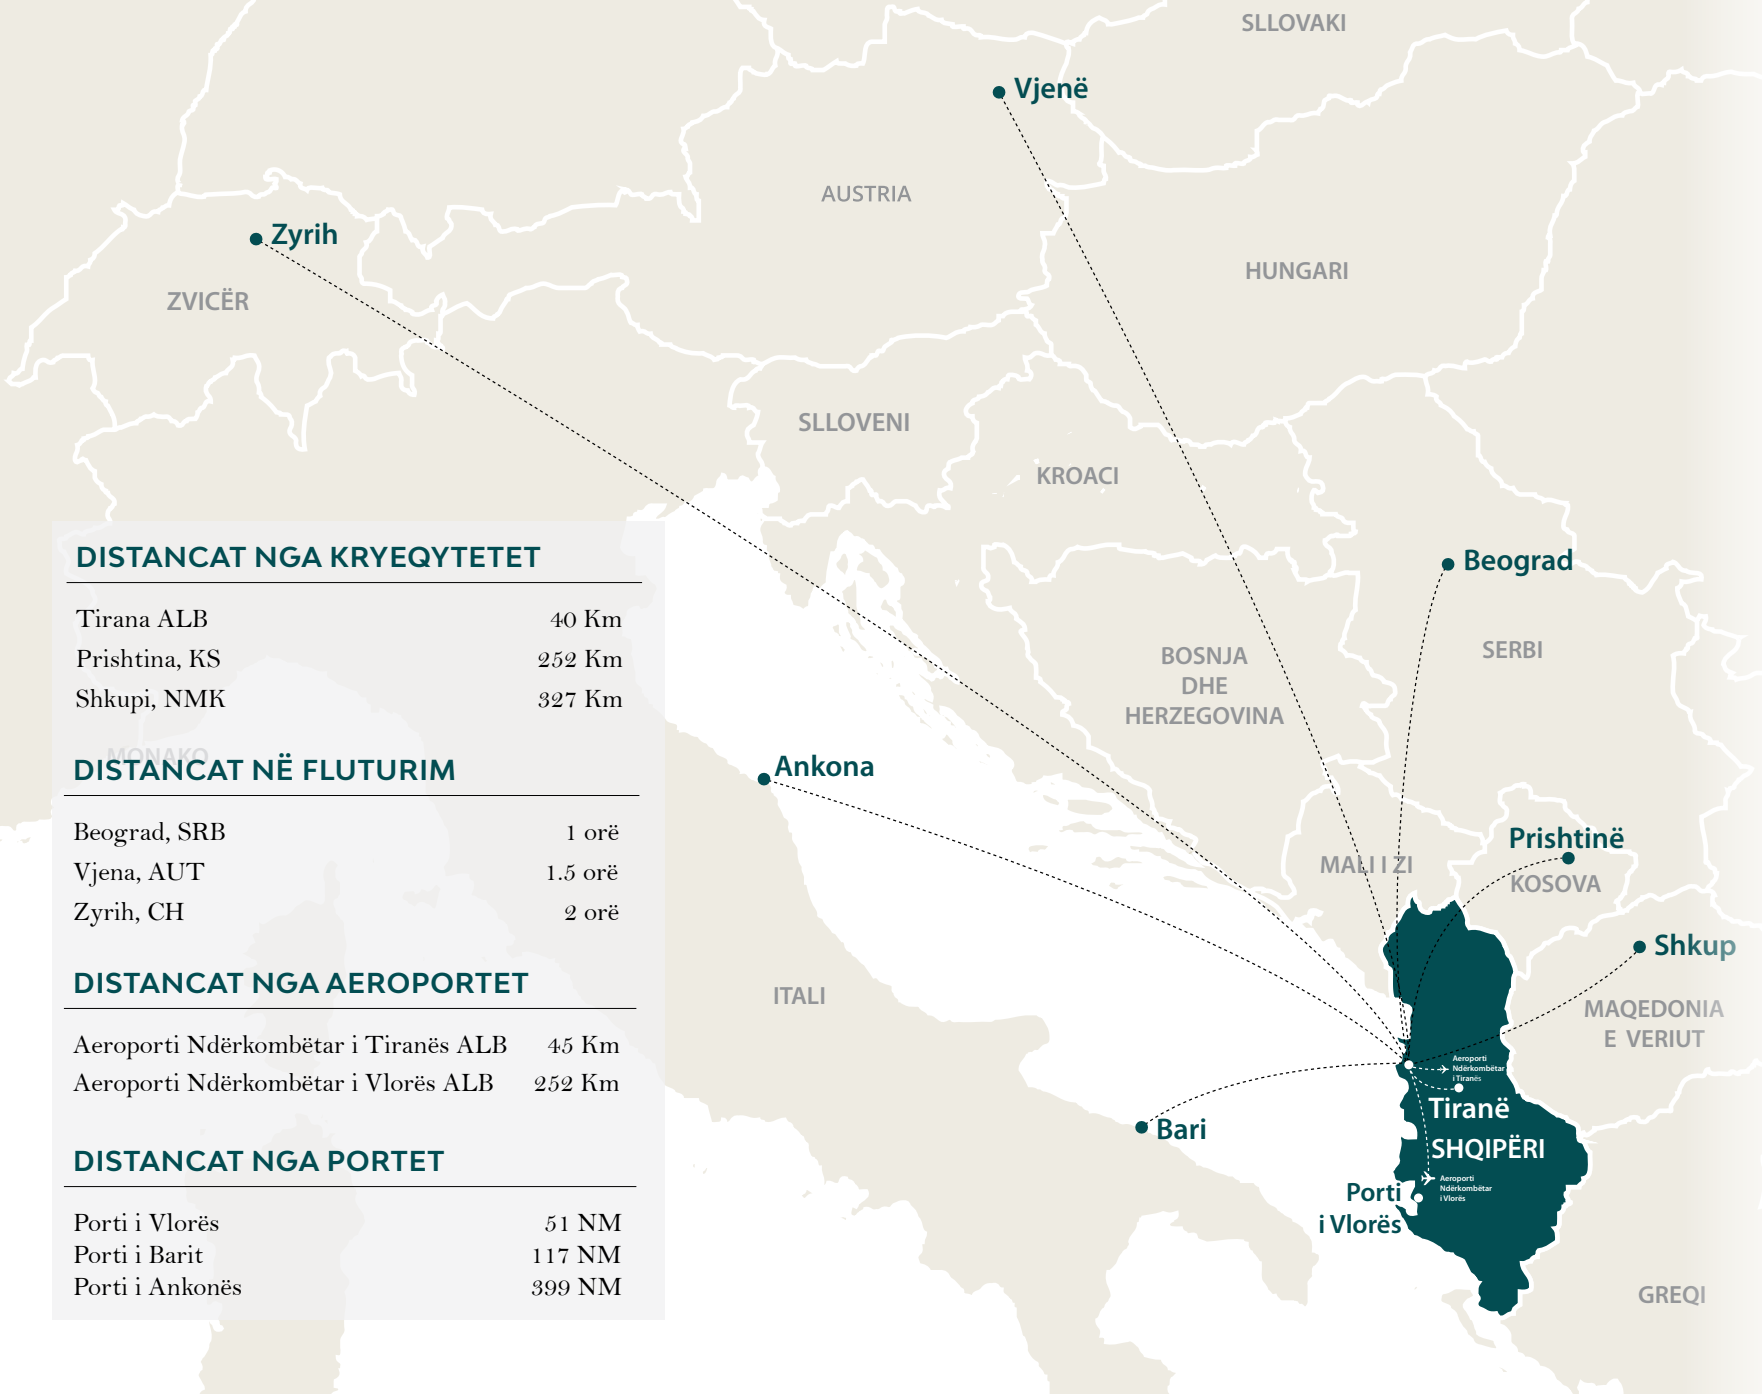 SLLOVAKI
Vjenë
AUSTRIA
Zyrih
HUNGARI
ZVICËR
SLLOVENI
KROACI
Beograd
SERBI
BOSNJA
DHE
HERZEGOVINA
Ankona
Prishtinë
MALI I ZI
KOSOVA
Shkup
ITALI
MAQEDONIA
E VERIUT
Aeroporti
Ndërkombëtar
i Tiranës
Tiranë
Bari
SHQIPËRI
Aeroporti
Ndërkombëtar
i Vlorës
Porti
i Vlorës
GREQI
DISTANCAT NGA KRYEQYTETET
Tirana ALB 40 Km
Prishtina, KS 252 Km
Shkupi, NMK 327 Km
MONAKO
DISTANCAT NË FLUTURIM
Beograd, SRB 1 orë
Vjena, AUT 1.5 orë
Zyrih, CH 2 orë
DISTANCAT NGA AEROPORTET
Aeroporti Ndërkombëtar i Tiranës ALB 45 Km
Aeroporti Ndërkombëtar i Vlorës ALB 252 Km
DISTANCAT NGA PORTET
Porti i Vlorës 51 NM
Porti i Barit 117 NM
Porti i Ankonës 399 NM